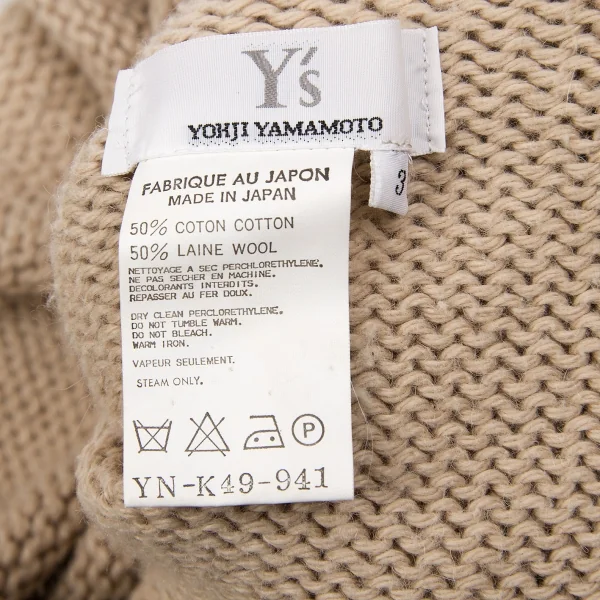 Y's
YOHJI YAMAMOTO
3
FABRIQUE AU JAPON
MADE IN JAPAN
50% COTON COTTON
50% LAINE WOOL
NETTOYAGE A SEC PERCHLORETHYLENE.
NE PAS SECHER EN MACHINE.
DECOLORANTS INTERDITS.
REPASSER AU FER DOUX.
DRY CLEAN PERCLORETHYLENE.
DO NOT TUMBLE WARM.
DO NOT BLEACH.
WARM IRON.
VAPEUR SEULEMENT.
STEAM ONLY.
P
YN-K49-941